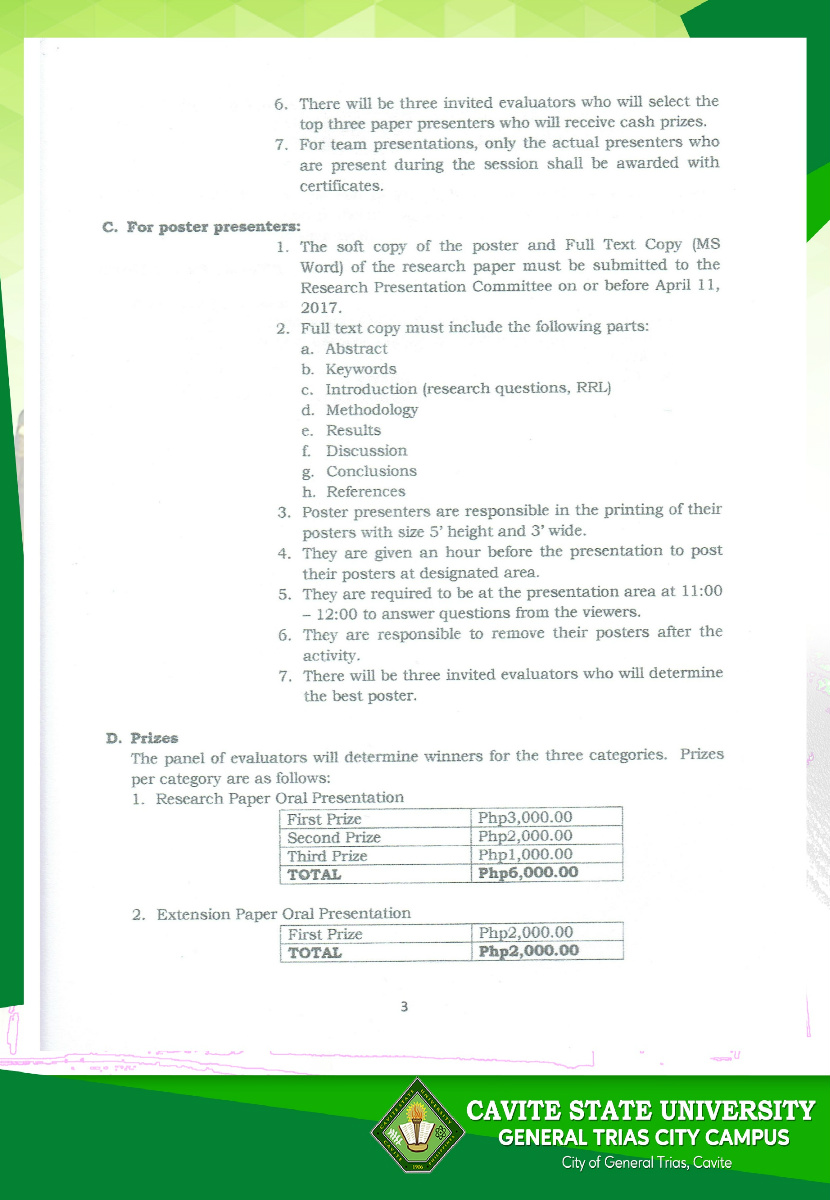 6. There will be three invited evaluators who will select the
top three paper presenters who will receive cash prizes.
7. For team presentations, only the actual presenters who
are present during the session shall be awarded with
certificates.
C. For poster presenters:
1. The soft copy of the poster and Full Text Copy (MS
Word) of the research paper must be submitted to the
Research Presentation Committee on or before April 11,
2017.
2. Full text copy must include the following parts:
a. Abstract
b. Keywords
c. Introduction (research questions, RRL)
d. Methodology
e. Results
f. Discussion
g. Conclusions
h. References
3. Poster presenters are responsible in the printing of their
posters with size 5' height and 3' wide.
4. They are given an hour before the presentation to post
their posters at designated area.
5. They are required to be at the presentation area at 11:00
– 12:00 to answer questions from the viewers.
6. They are responsible to remove their posters after the
activity.
7. There will be three invited evaluators who will determine
the best poster.
D. Prizes
The panel of evaluators will determine winners for the three categories. Prizes
per category are as follows:
1. Research Paper Oral Presentation
First Prize Php3,000.00
Second Prize Php2,000.00
Third Prize Php1,000.00
TOTAL Php6,000.00
2. Extension Paper Oral Presentation
First Prize Php2,000.00
TOTAL Php2,000.00
3
CAVITE STATE UNIVERSITY
GENERAL TRIAS CITY CAMPUS
City of General Trias, Cavite
1906